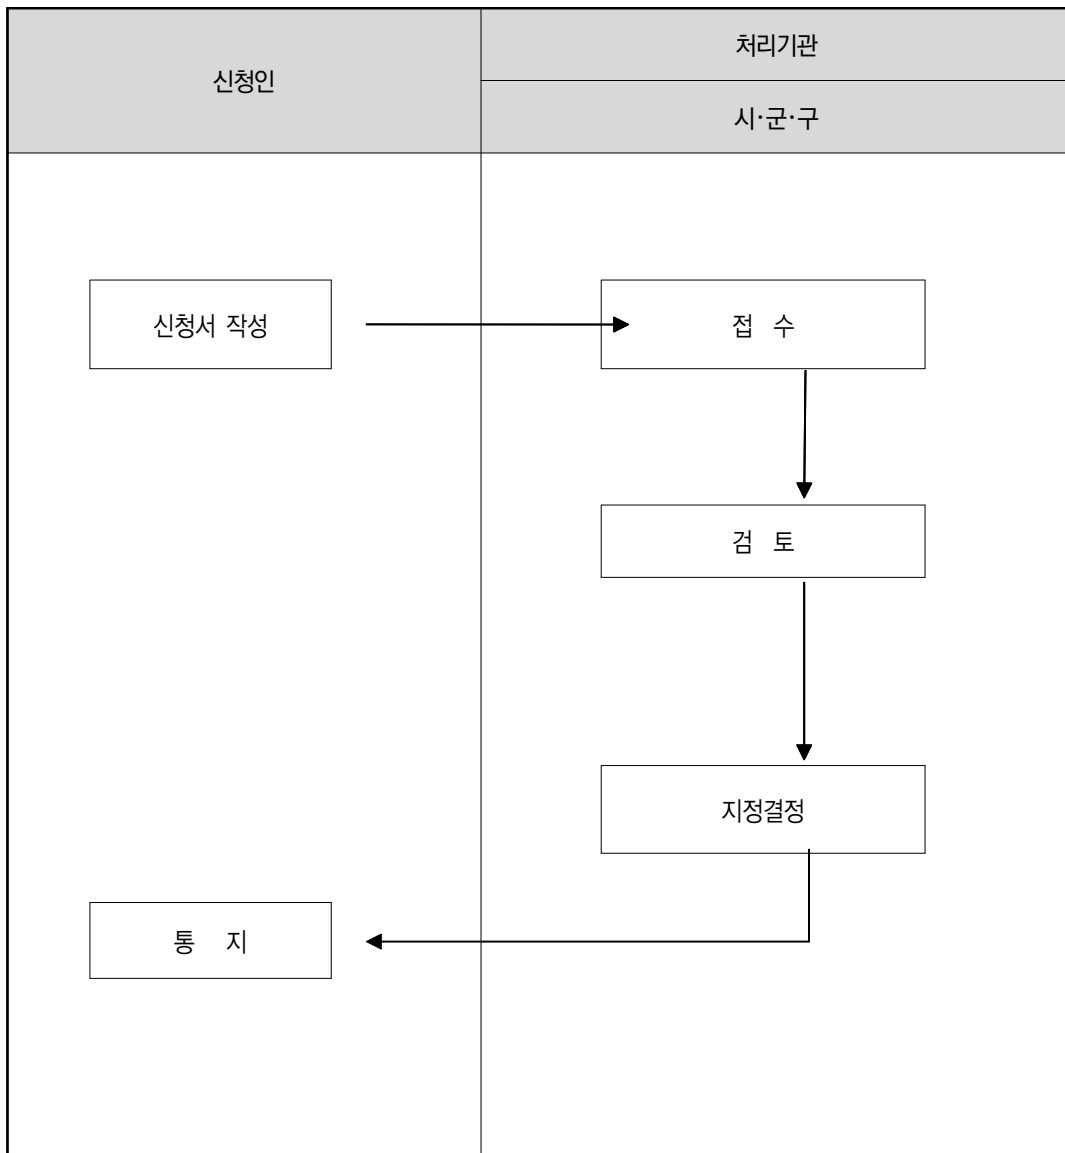 신청인
처리기관
시·군·구
신청서 작성
접 수
검 토
지정결정
통 지